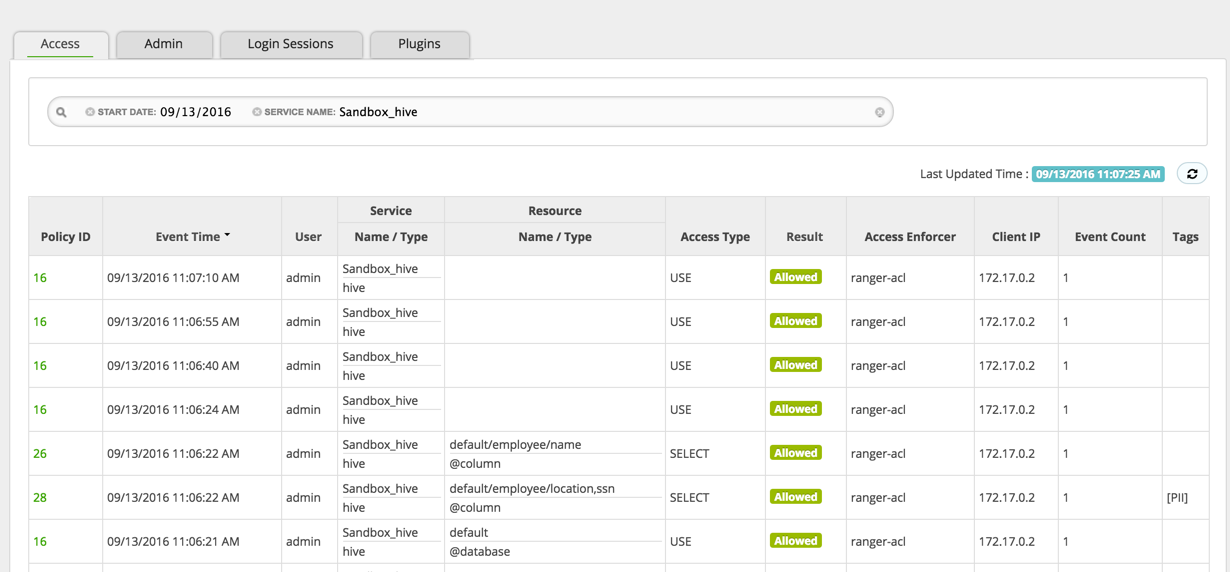 Access Admin Login Sessions Plugins
START DATE: 09/13/2016 SERVICE NAME: Sandbox_hive
Last Updated Time : 09/13/2016 11:07:25 AM
Service Resource
Policy ID Event Time User Name / Type Name / Type Access Type Result Access Enforcer Client IP Event Count Tags
Sandbox_hive
16 09/13/2016 11:07:10 AM admin USE Allowed ranger-acl 172.17.0.2 1
hive
Sandbox_hive
16 09/13/2016 11:06:55 AM admin USE Allowed ranger-acl 172.17.0.2 1
hive
Sandbox_hive
16 09/13/2016 11:06:40 AM admin USE Allowed ranger-acl 172.17.0.2 1
hive
Sandbox_hive
16 09/13/2016 11:06:24 AM admin USE Allowed ranger-acl 172.17.0.2 1
hive
Sandbox_hive default/employee/name
26 09/13/2016 11:06:22 AM admin SELECT Allowed ranger-acl 172.17.0.2 1
hive @column
Sandbox_hive default/employee/location,ssn
28 09/13/2016 11:06:22 AM admin SELECT Allowed ranger-acl 172.17.0.2 1 [PII]
hive @column
Sandbox_hive default
16 09/13/2016 11:06:21 AM admin USE Allowed ranger-acl 172.17.0.2 1
hive @database